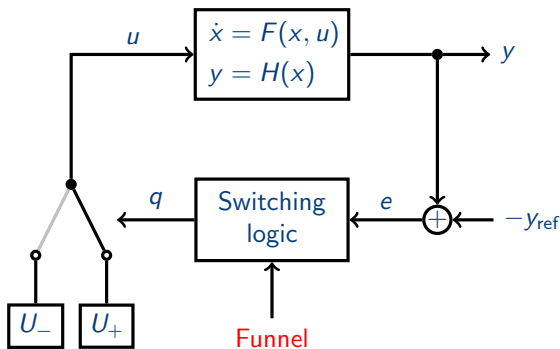 u
ẋ = F(x, u)
y = H(x)
y
q
Switching
logic
e
+
−y_ref
U_−
U_+
Funnel